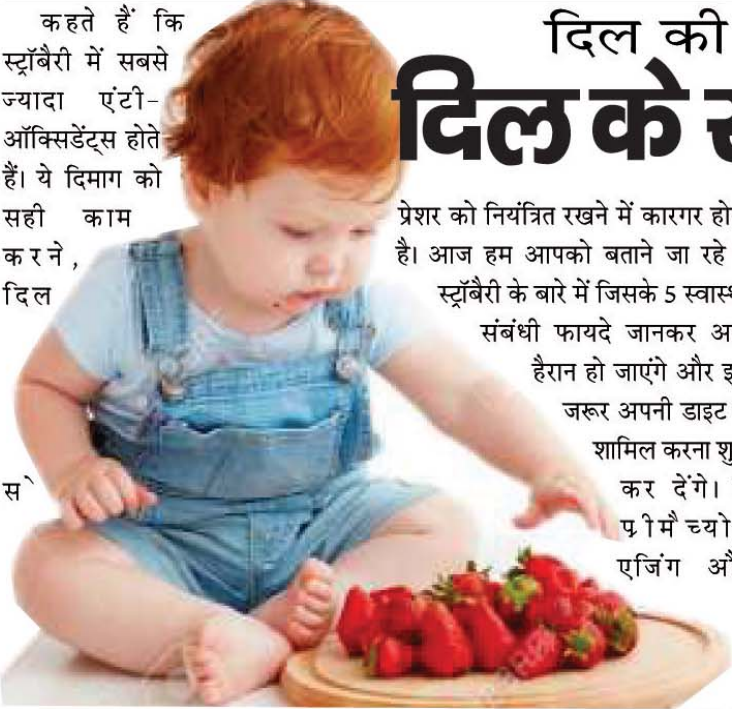 दिल की
दिल के
कहते हैं कि
स्ट्रॉबैरी में सबसे
ज्यादा एंटी-
ऑक्सिडेंट्स होते
हैं। ये दिमाग को
सही काम
करने,
दिल
से
प्रेशर को नियंत्रित रखने में कारगर हो
है। आज हम आपको बताने जा रहे
स्ट्रॉबैरी के बारे में जिसके 5
संबंधी फायदे जानकर
हैरान हो जाएंगे और
जरूर अपनी डाइट
शामिल करना
कर देंगे।
एजिंग